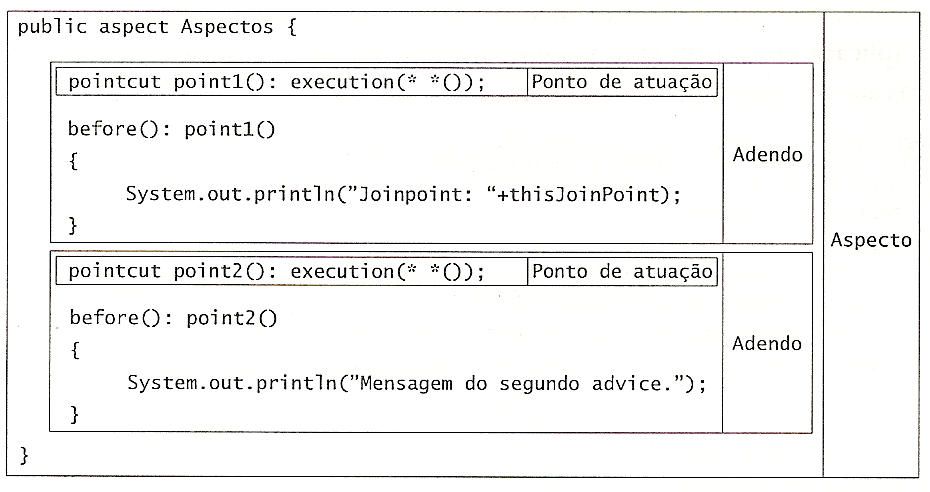 public aspect Aspectos {
pointcut point1(): execution(* *()); Ponto de atuação
before(): point1()
{
System.out.println(”Joinpoint: “+thisJoinPoint);
}
Adendo
pointcut point2(): execution(* *()); Ponto de atuação
before(): point2()
{
System.out.println(”Mensagem do segundo advice.”);
}
Adendo
}
Aspecto